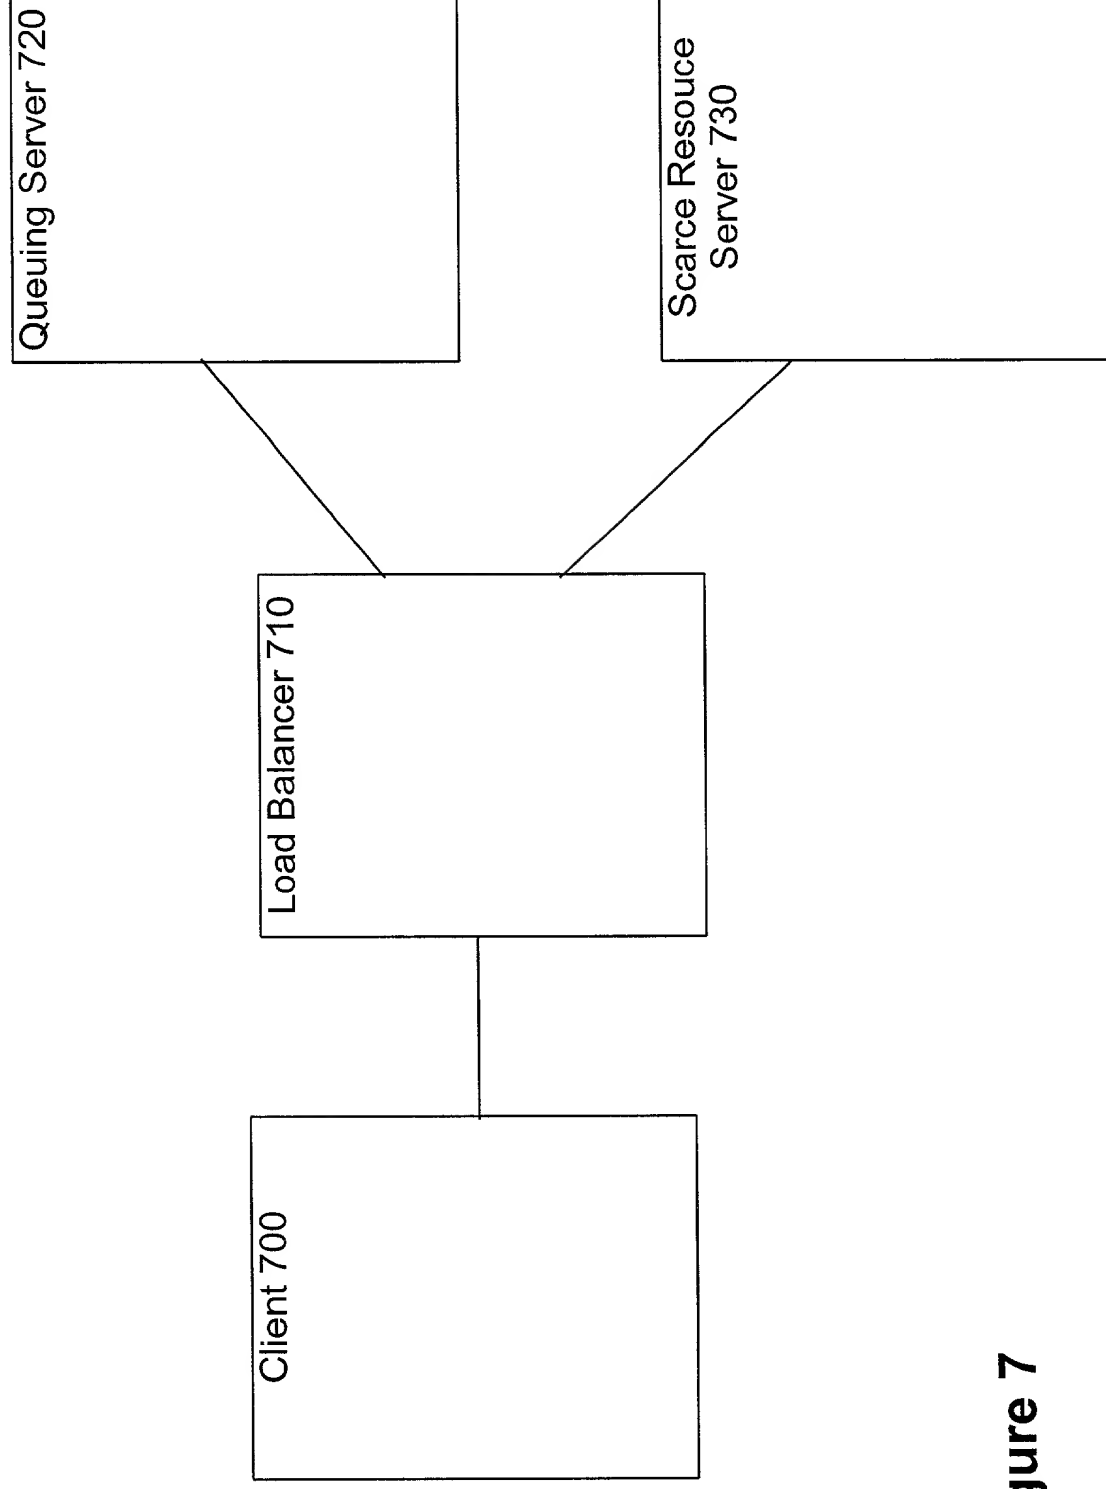 Queuing Server 720
Scarce Resouce
Server 730
Load Balancer 710
Client 700
gure 7